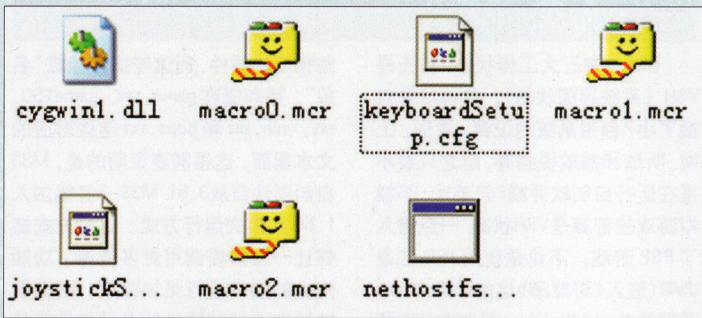 cygwin1.dll
macro0.mcr
keyboardSetu
p.cfg
macro1.mcr
joystickS...
macro2.mcr
nethostfs...